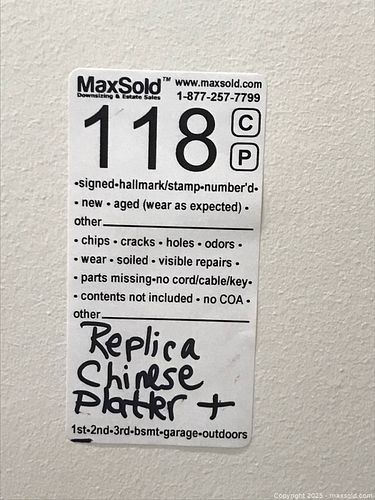 MaxSold™ www.maxsold.com
Downsizing & Estate Sales 1-877-257-7799
118 C
P
•signed•hallmark/stamp•number'd•
• new • aged (wear as expected) •
other
• chips • cracks • holes • odors •
• wear • soiled • visible repairs •
• parts missing•no cord/cable/key•
• contents not included • no COA •
other
Replica
Chinese
Platter +
1st•2nd•3rd•bsmt•garage•outdoors
Copyright 2025 - maxsold.com